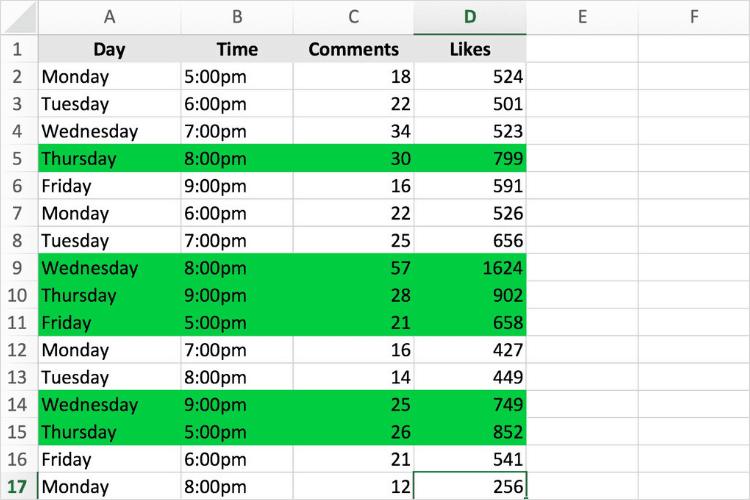 A B C D E F
1 Day Time Comments Likes
2 Monday 5:00pm 18 524
3 Tuesday 6:00pm 22 501
4 Wednesday 7:00pm 34 523
5 Thursday 8:00pm 30 799
6 Friday 9:00pm 16 591
7 Monday 6:00pm 22 526
8 Tuesday 7:00pm 25 656
9 Wednesday 8:00pm 57 1624
10 Thursday 9:00pm 28 902
11 Friday 5:00pm 21 658
12 Monday 7:00pm 16 427
13 Tuesday 8:00pm 14 449
14 Wednesday 9:00pm 25 749
15 Thursday 5:00pm 26 852
16 Friday 6:00pm 21 541
17 Monday 8:00pm 12 256